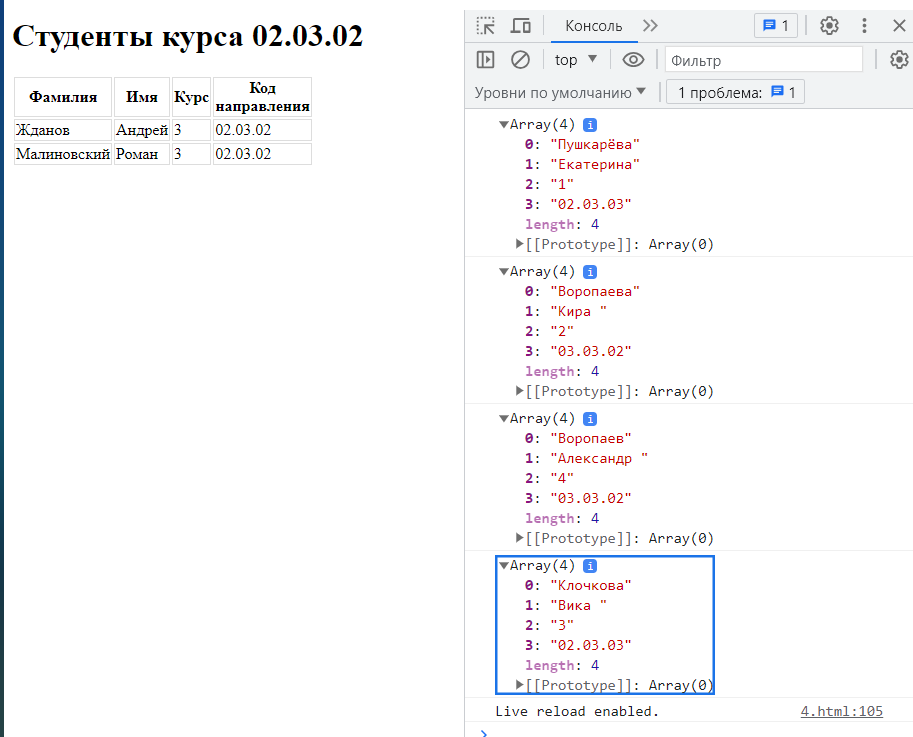 Студенты курса 02.03.02
Фамилия Имя Курс Код направления
Жданов Андрей 3 02.03.02
Малиновский Роман 3 02.03.02
Консоль 1
top Фильтр
Уровни по умолчанию 1 проблема: 1
Array(4)
0: "Пушкарёва"
1: "Екатерина"
2: "1"
3: "02.03.03"
length: 4
[[Prototype]]: Array(0)
Array(4)
0: "Воропаева"
1: "Кира "
2: "2"
3: "03.03.02"
length: 4
[[Prototype]]: Array(0)
Array(4)
0: "Воропаев"
1: "Александр "
2: "4"
3: "03.03.02"
length: 4
[[Prototype]]: Array(0)
Array(4)
0: "Клочкова"
1: "Вика "
2: "3"
3: "02.03.03"
length: 4
[[Prototype]]: Array(0)
Live reload enabled. 4.html:105